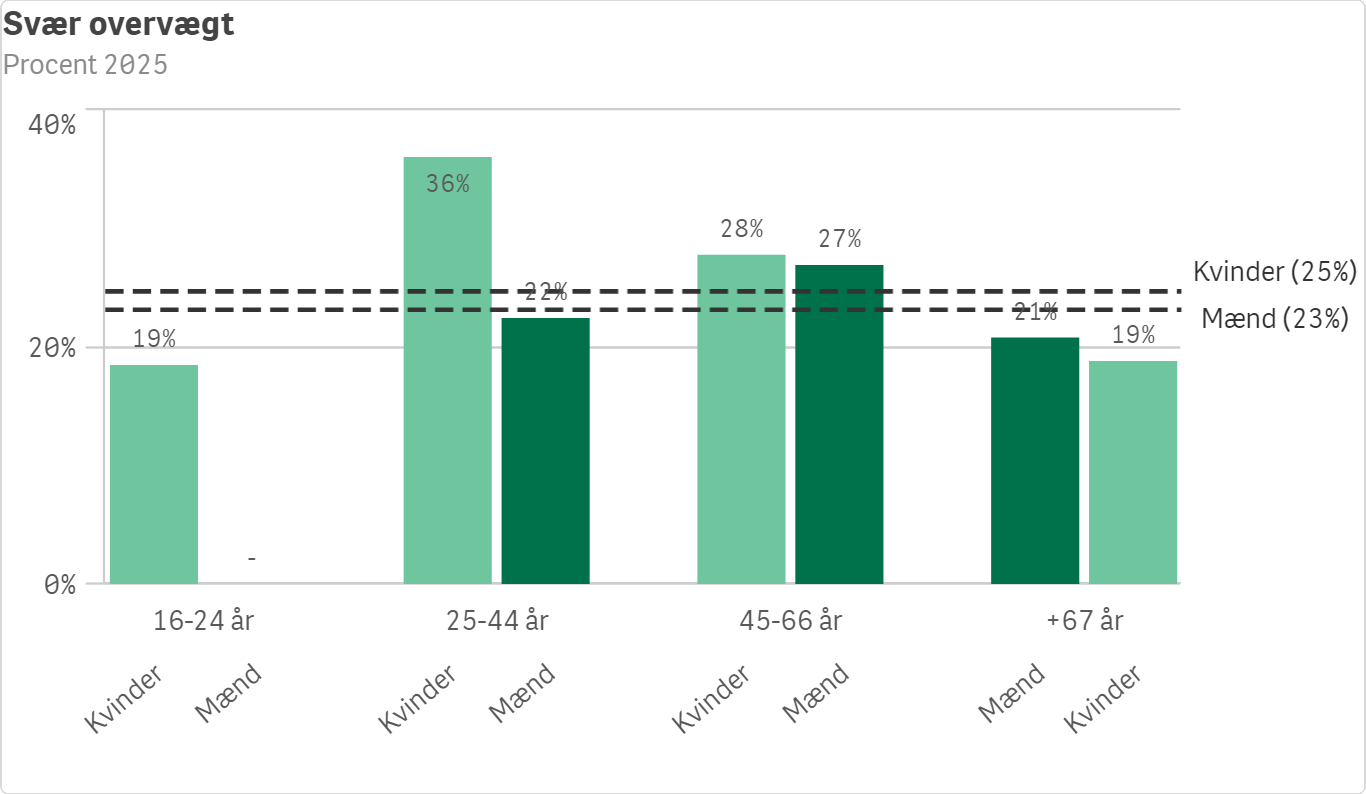 Svær overvægt
Procent 2025
40%
36%
28%
27%
Kvinder (25%)
22%
21%
Mænd (23%)
19%
19%
20%
-
0%
16-24 år
25-44 år
45-66 år
+67 år
Kvinder
Mænd
Kvinder
Mænd
Kvinder
Mænd
Mænd
Kvinder